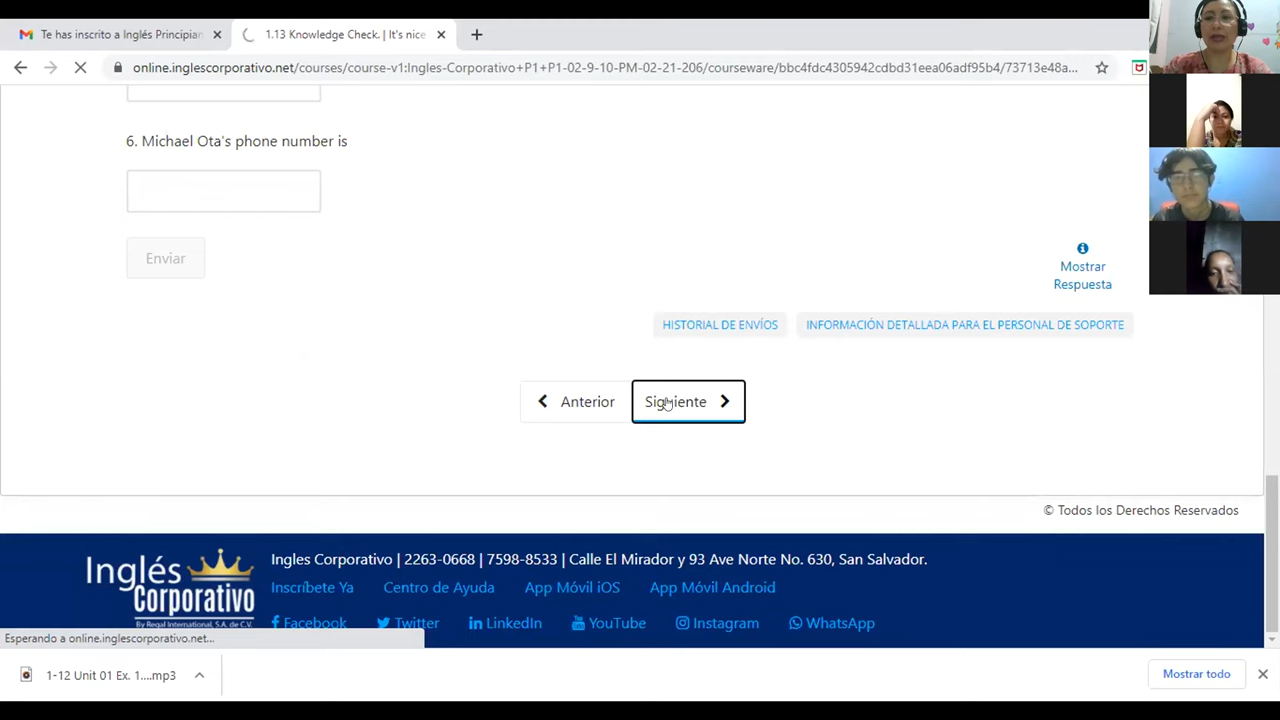 Te has inscrito a Inglés Principian
1.13 Knowledge Check. | It's nice
online.inglescorporativo.net/courses/course-v1:Ingles-Corporativo+P1+P1-02-9-10-PM-02-21-206/courseware/bbc4fdc4305942cdbd31eea06adf95b4/73713e48a...
6. Michael Ota's phone number is
Enviar
Mostrar
Respuesta
HISTORIAL DE ENVÍOS
INFORMACIÓN DETALLADA PARA EL PERSONAL DE SOPORTE
Anterior
Siguiente
© Todos los Derechos Reservados
Inglés
Corporativo
By Regal International, S.A. de C.V.
Ingles Corporativo | 2263-0668 | 7598-8533 | Calle El Mirador y 93 Ave Norte No. 630, San Salvador.
Inscríbete Ya
Centro de Ayuda
App Móvil iOS
App Móvil Android
Facebook
Twitter
LinkedIn
YouTube
Instagram
WhatsApp
Esperando a online.inglescorporativo.net...
1-12 Unit 01 Ex. 1....mp3
Mostrar todo